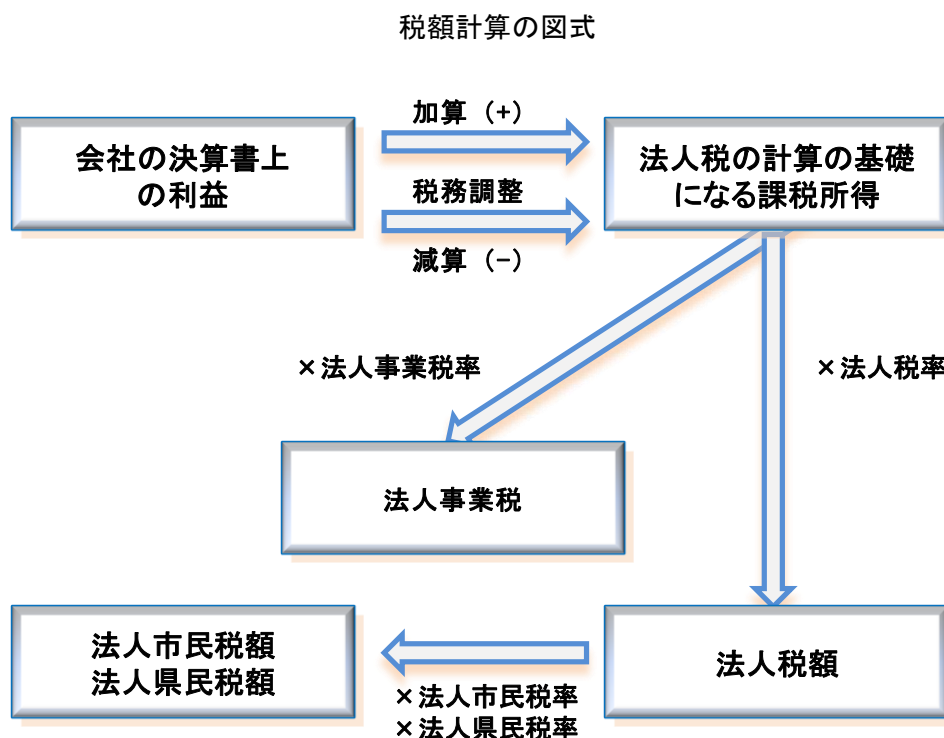 税額計算の図式
加算（+）
会社の決算書上
の利益
税務調整
減算（−）
法人税の計算の基礎
になる課税所得
×法人事業税率
×法人税率
法人事業税
法人市民税額
法人県民税額
×法人市民税率
×法人県民税率
法人税額